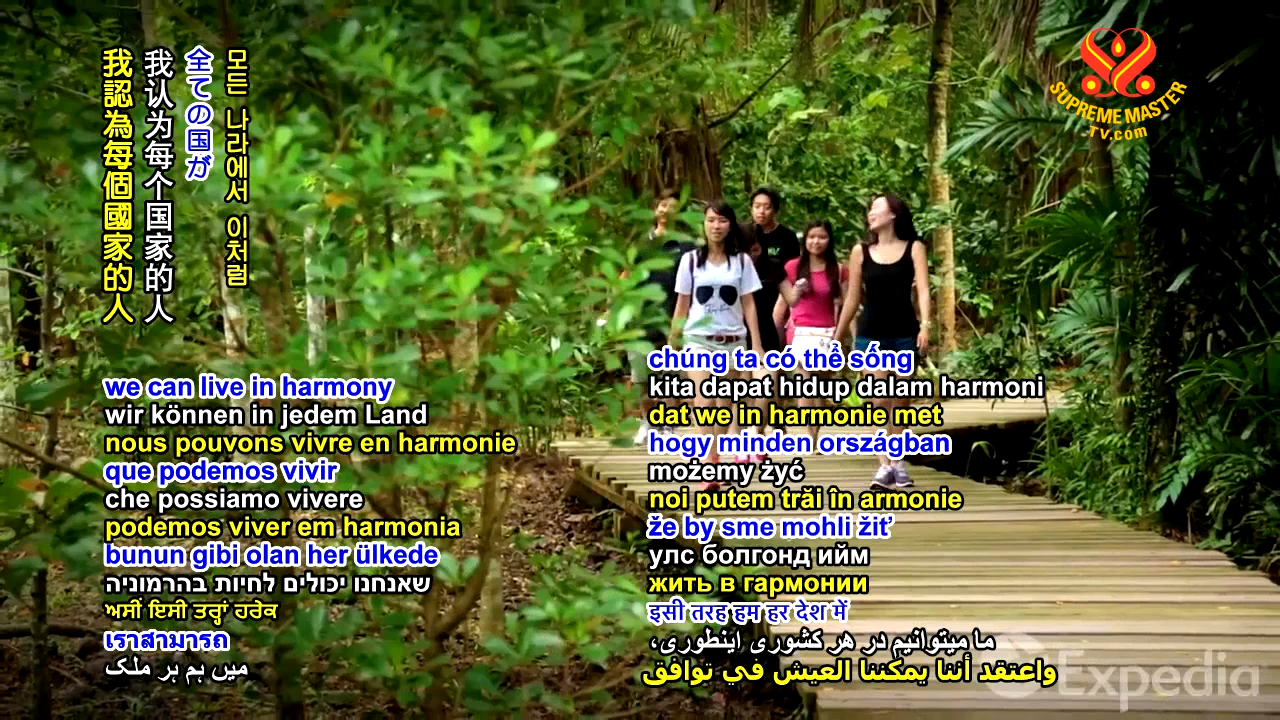 我認為每個國家的人
我认为每个国家的人
全ての国が
모든 나라에서 이처럼
SUPREME MASTER
TV.com
we can live in harmony
wir können in jedem Land
nous pouvons vivre en harmonie
que podemos vivir
che possiamo vivere
podemos viver em harmonia
bunun gibi olan her ülkede
שאנחנו יכולים לחיות בהרמוניה
ਅਸੀਂ ਇਸੀ ਤਰ੍ਹਾਂ ਹਰੇਕ
เราสามารถ
میں ہم ہر ملک
chúng ta có thể sống
kita dapat hidup dalam harmoni
dat we in harmonie met
hogy minden országban
możemy żyć
noi putem trăi în armonie
že by sme mohli žiť
улс болгонд ийм
жить в гармонии
इसी तरह हम हर देश में
ما میتوانیم در هر کشوری اینطوری،
واعتقد أننا يمكننا العيش في توافق
Expedia